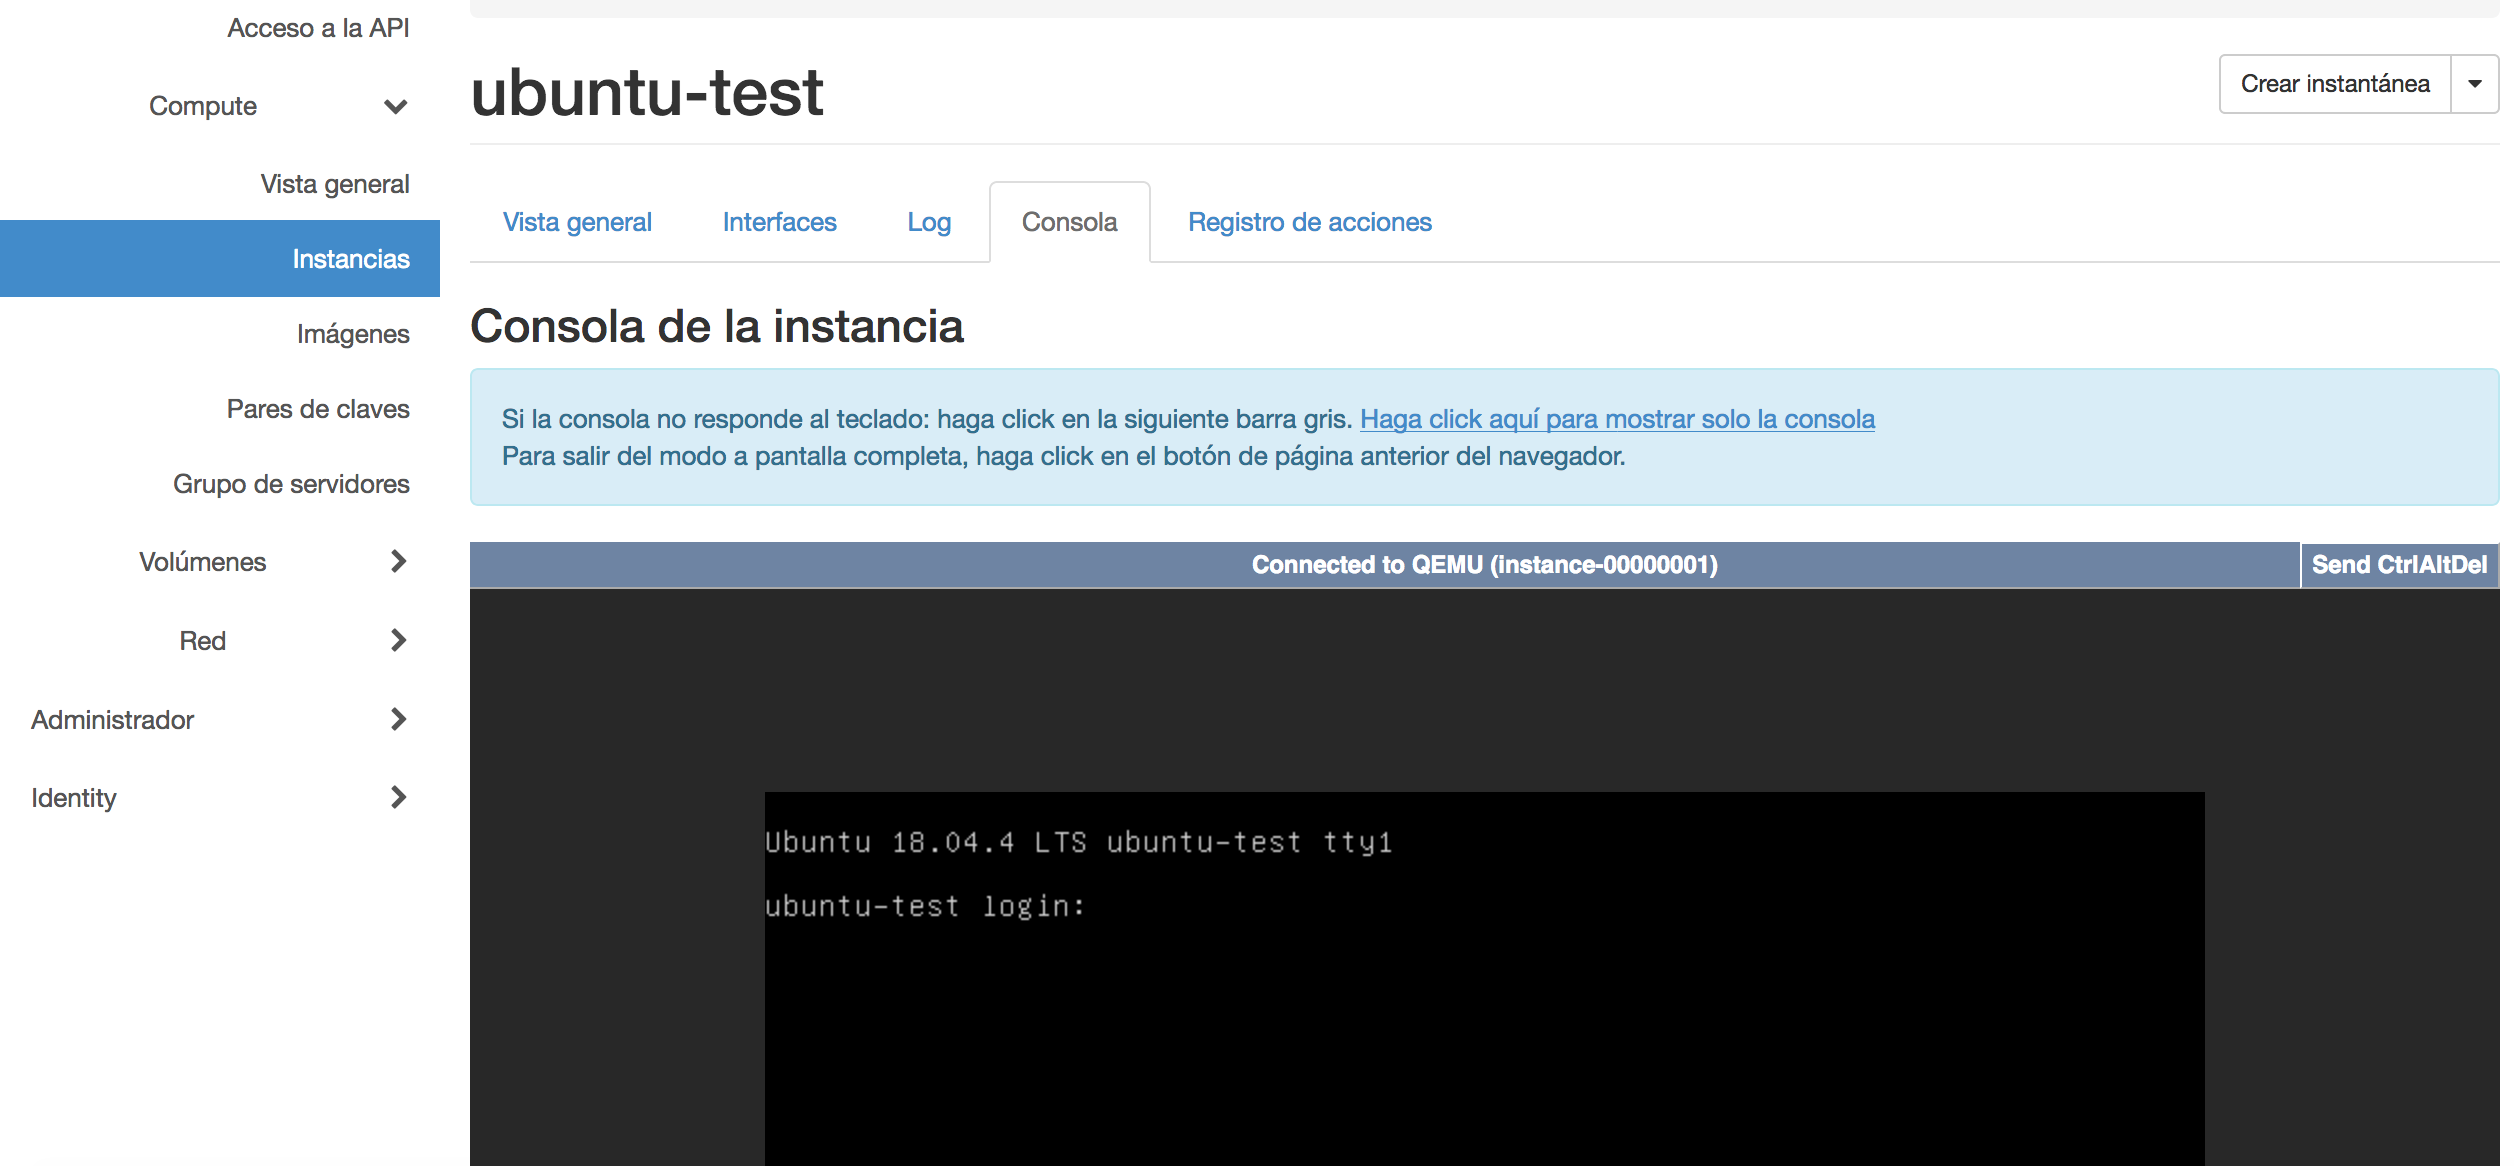 Acceso a la API
Compute
Vista general
Instancias
Imágenes
Pares de claves
Grupo de servidores
Volúmenes
Red
Administrador
Identity
ubuntu-test
Crear instantánea
Vista general
Interfaces
Log
Consola
Registro de acciones
Consola de la instancia
Si la consola no responde al teclado: haga click en la siguiente barra gris. Haga click aquí para mostrar solo la consola
Para salir del modo a pantalla completa, haga click en el botón de página anterior del navegador.
Connected to QEMU (instance-00000001)
Send CtrlAltDel
Ubuntu 18.04.4 LTS ubuntu-test tty1
ubuntu-test login: